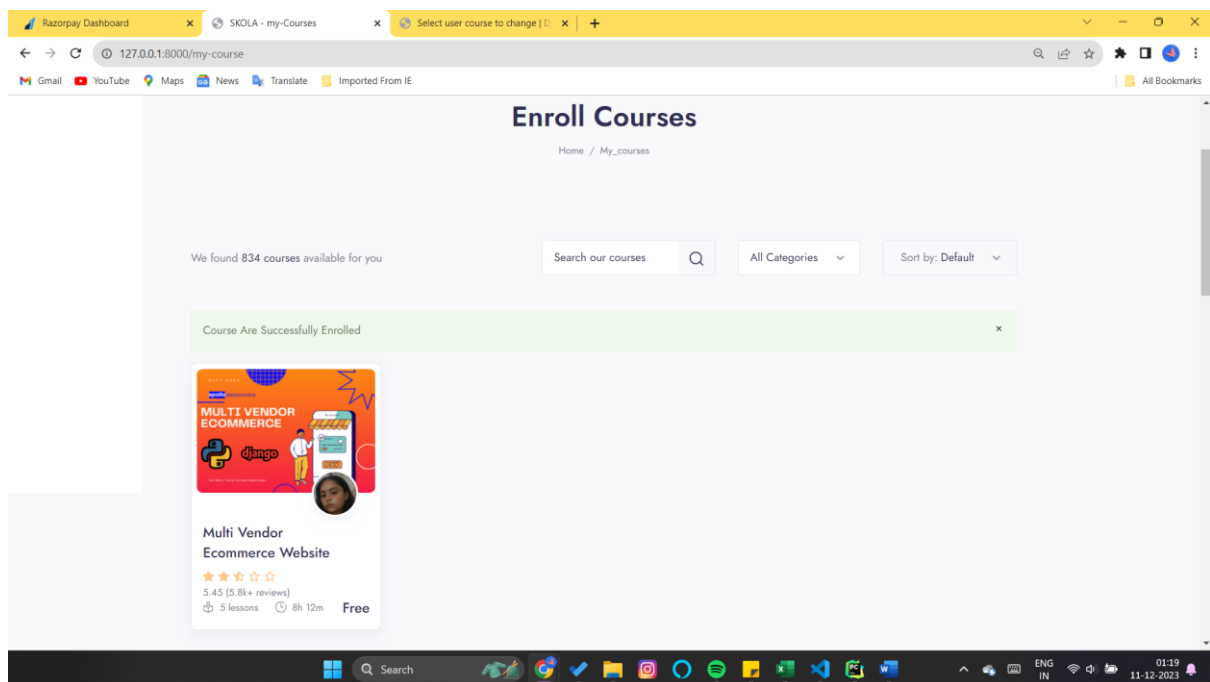 Razorpay Dashboard
SKOLA - my-Courses
Select user course to change | D
127.0.0.1:8000/my-course
Gmail
YouTube
Maps
News
Translate
Imported From IE
All Bookmarks
Enroll Courses
Home / My_courses
We found 834 courses available for you
Search our courses
All Categories
Sort by: Default
Course Are Successfully Enrolled
MULTI VENDOR
ECOMMERCE
django
Multi Vendor
Ecommerce Website
5.45 (5.8k+ reviews)
5 lessons
8h 12m
Free
Search
ENG
IN
01:19
11-12-2023